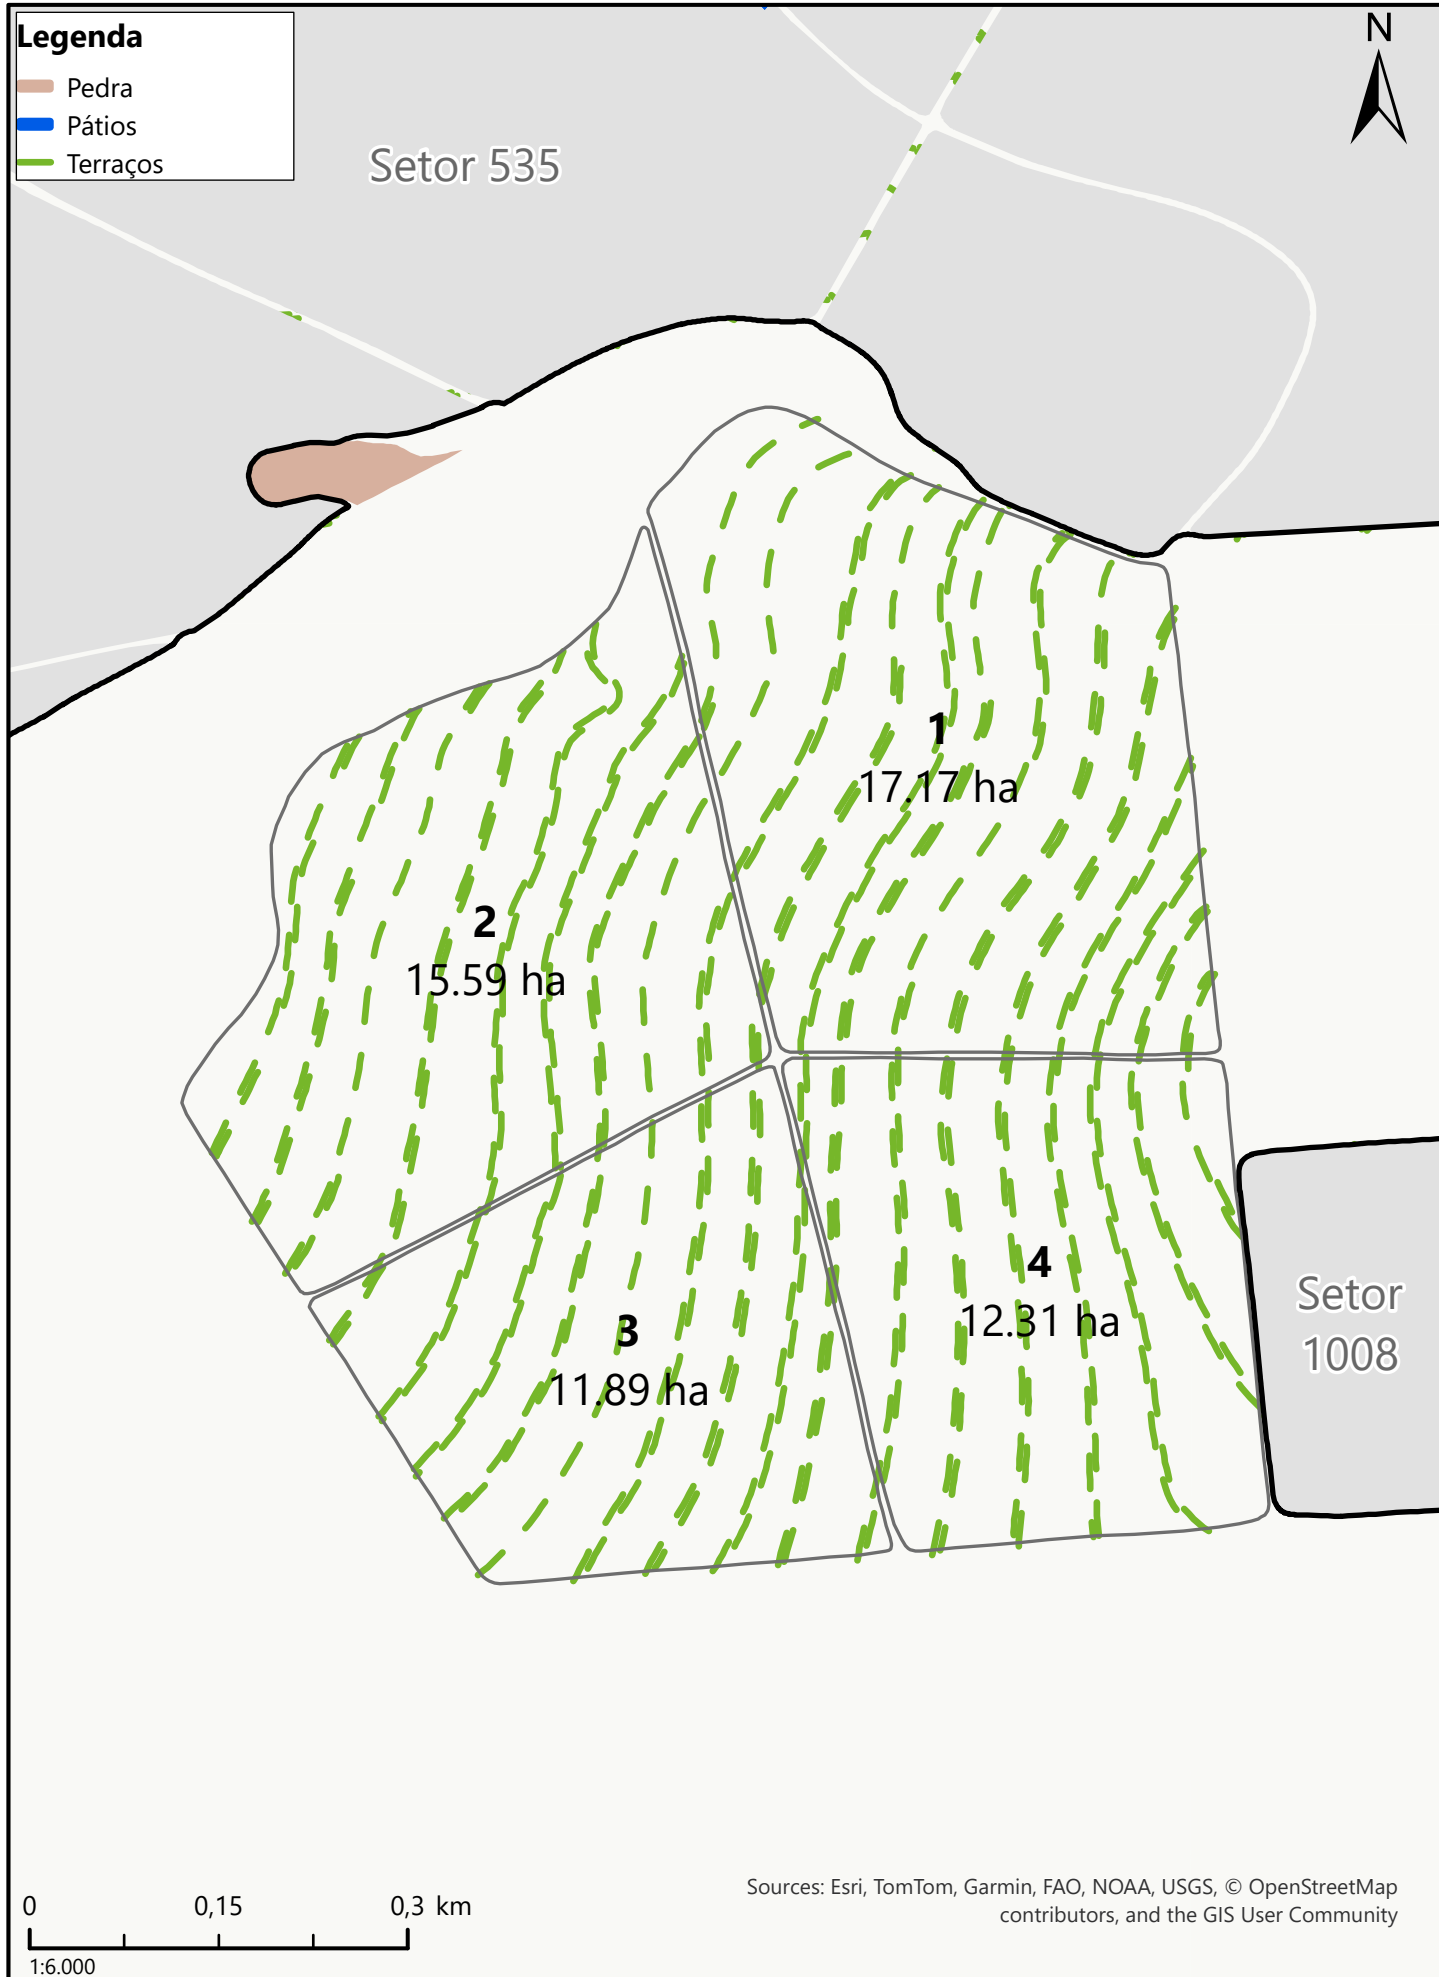 Legenda
Pedra
Pátios
Terraços
N
Setor 535
1
17.17 ha
2
15.59 ha
4
12.31 ha
Setor
1008
3
11.89 ha
0 0,15 0,3 km
1:6.000
Sources: Esri, TomTom, Garmin, FAO, NOAA, USGS, © OpenStreetMap
contributors, and the GIS User Community